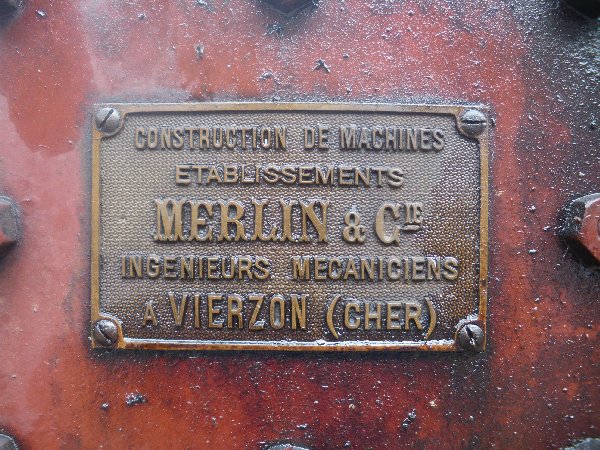 CONSTRUCTION DE MACHINES
ETABLISSEMENTS
MERLIN & CIE
INGENIEURS MECANICIENS
A VIERZON (CHER)